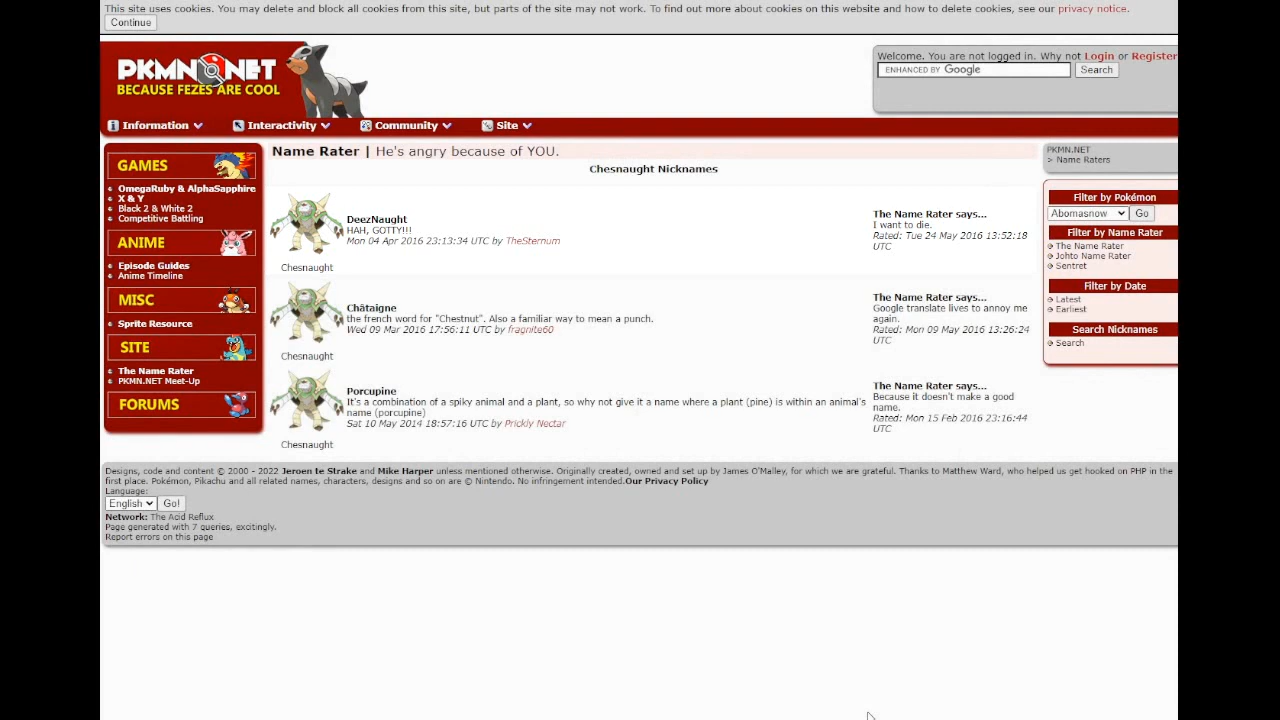 This site uses cookies. You may delete and block all cookies from this site, but parts of the site may not work. To find out more about cookies on this website and how to delete cookies, see our privacy notice.
Continue
PKMN NET
BECAUSE FEZES ARE COOL
Welcome. You are not logged in. Why not Login or Register
ENHANCED BY Google
Search
Information
Interactivity
Community
Site
GAMES
OmegaRuby & AlphaSapphire
X & Y
Black 2 & White 2
Competitive Battling
ANIME
Episode Guides
Anime Timeline
MISC
Sprite Resource
SITE
The Name Rater
PKMN.NET Meet-Up
FORUMS
Name Rater | He's angry because of YOU.
Chesnaught Nicknames
Chesnaught
DeezNaught
HAH, GOTTY!!!
Mon 04 Apr 2016 23:13:34 UTC by TheSternum
The Name Rater says...
I want to die.
Rated: Tue 24 May 2016 13:52:18
UTC
Chesnaught
Châtaigne
the french word for "Chestnut". Also a familiar way to mean a punch.
Wed 09 Mar 2016 17:56:11 UTC by fragnite60
The Name Rater says...
Google translate lives to annoy me
again.
Rated: Mon 09 May 2016 13:26:24
UTC
Chesnaught
Porcupine
It's a combination of a spiky animal and a plant, so why not give it a name where a plant (pine) is within an animal's
name (porcupine)
Sat 10 May 2014 18:57:16 UTC by Prickly Nectar
The Name Rater says...
Because it doesn't make a good
name.
Rated: Mon 15 Feb 2016 23:16:44
UTC
PKMN.NET
> Name Raters
Filter by Pokémon
Abomasnow
Go
Filter by Name Rater
The Name Rater
Johto Name Rater
Sentret
Filter by Date
Latest
Earliest
Search Nicknames
Search
Designs, code and content © 2000 - 2022 Jeroen te Strake and Mike Harper unless mentioned otherwise. Originally created, owned and set up by James O'Malley, for which we are grateful. Thanks to Matthew Ward, who helped us get hooked on PHP in the
first place. Pokémon, Pikachu and all related names, characters, designs and so on are © Nintendo. No infringement intended.Our Privacy Policy
Language:
English
Go!
Network: The Acid Reflux
Page generated with 7 queries, excitingly.
Report errors on this page